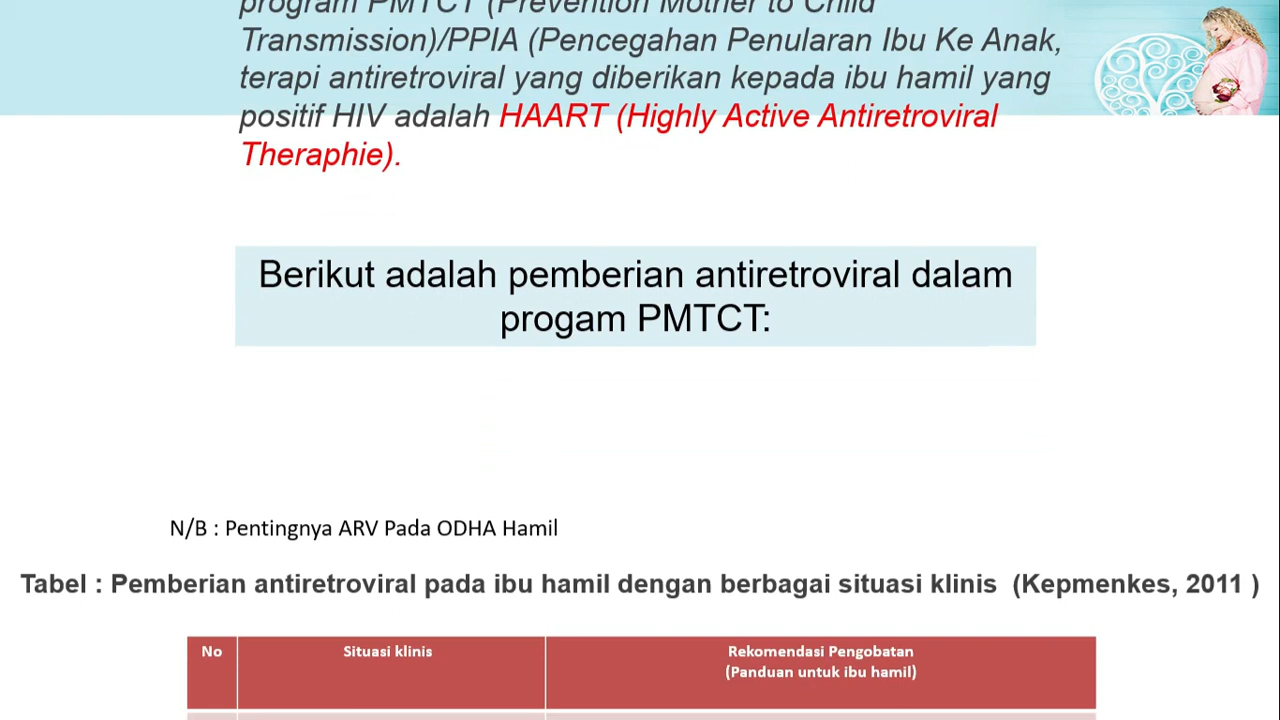 program PMTCT (Prevention Mother to Child
Transmission)/PPIA (Pencegahan Penularan Ibu Ke Anak,
terapi antiretroviral yang diberikan kepada ibu hamil yang
positif HIV adalah HAART (Highly Active Antiretroviral
Theraphie).
Berikut adalah pemberian antiretroviral dalam
progam PMTCT:
N/B : Pentingnya ARV Pada ODHA Hamil
Tabel : Pemberian antiretroviral pada ibu hamil dengan berbagai situasi klinis (Kepmenkes, 2011 )
No
Situasi klinis
Rekomendasi Pengobatan
(Panduan untuk ibu hamil)